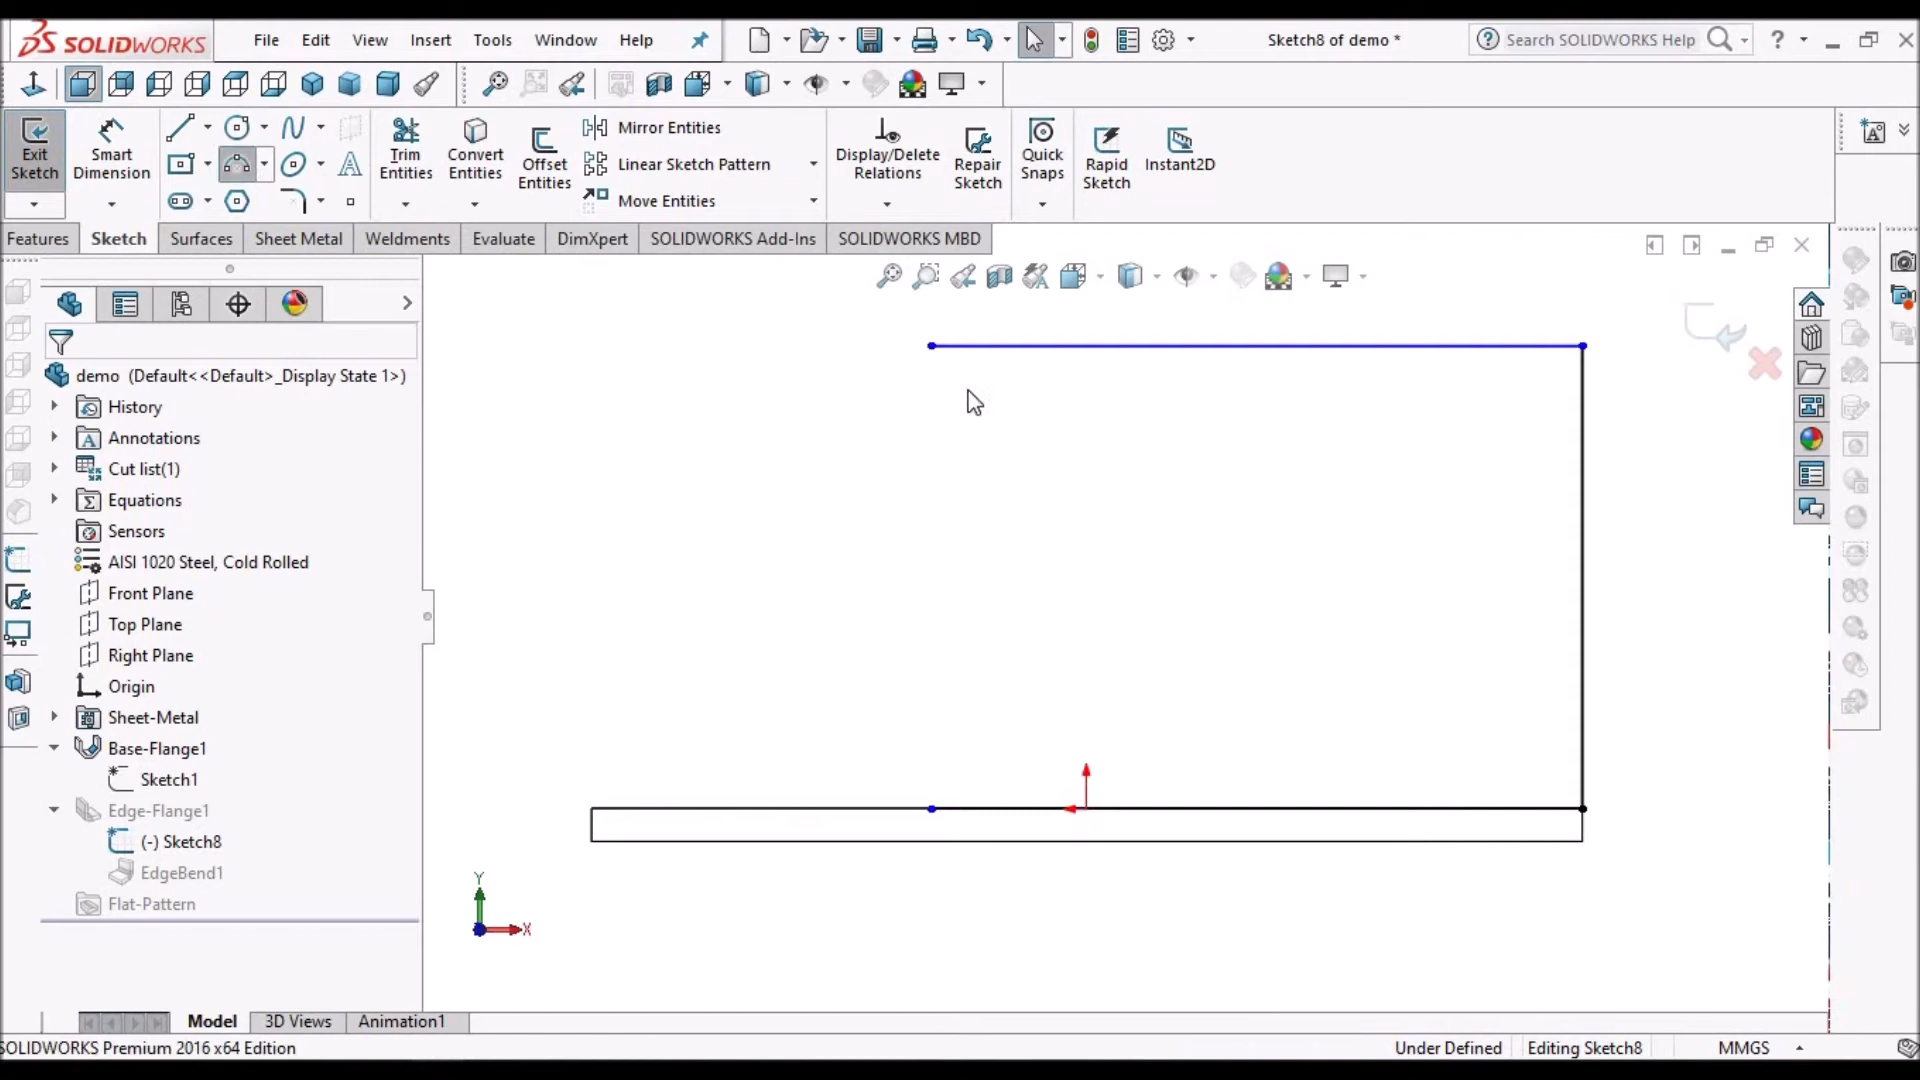 SOLIDWORKS File Edit View Insert Tools Window Help Sketch8 of demo * Search SOLIDWORKS Help
Exit Sketch
Smart Dimension
Trim Entities
Convert Entities
Offset Entities
Mirror Entities
Linear Sketch Pattern
Move Entities
Display/Delete Relations
Repair Sketch
Quick Snaps
Rapid Sketch
Instant2D
Features Sketch Surfaces Sheet Metal Weldments Evaluate DimXpert SOLIDWORKS Add-Ins SOLIDWORKS MBD
demo (Default<<Default>_Display State 1>)
History
Annotations
Cut list(1)
Equations
Sensors
AISI 1020 Steel, Cold Rolled
Front Plane
Top Plane
Right Plane
Origin
Sheet-Metal
Base-Flange1
Sketch1
Edge-Flange1
(-) Sketch8
EdgeBend1
Flat-Pattern
Y
X
Model 3D Views Animation1
SOLIDWORKS Premium 2016 x64 Edition Under Defined Editing Sketch8 MMGS